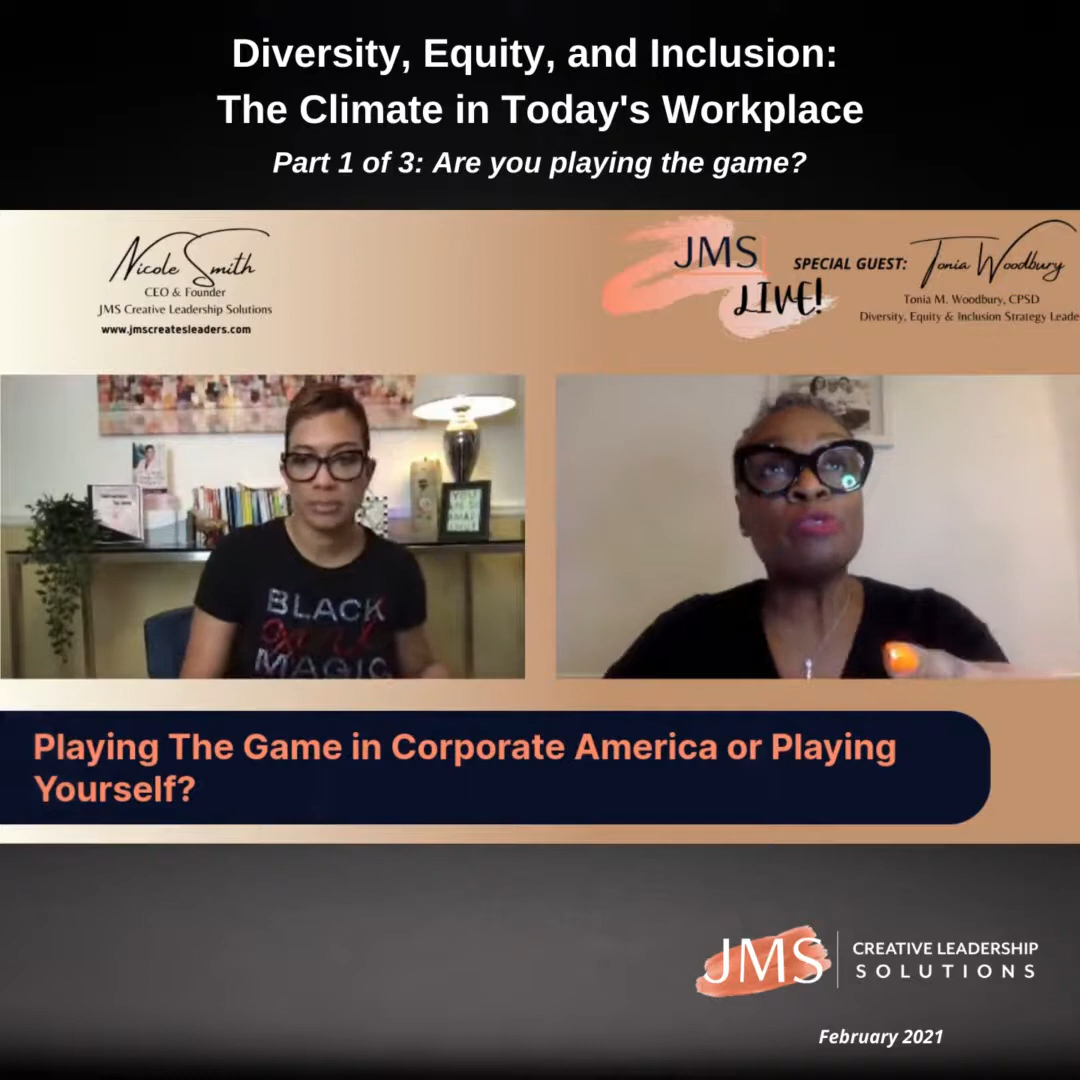 Diversity, Equity, and Inclusion:
The Climate in Today's Workplace
Part 1 of 3: Are you playing the game?
Nicole Smith
CEO & Founder
JMS Creative Leadership Solutions
www.jmscreatesleaders.com
JMS
LIVE!
SPECIAL GUEST:
Tonia Woodbury
Tonia M. Woodbury, CPSD
Diversity, Equity & Inclusion Strategy Leade
BLACK
Girl
MAGIC
Playing The Game in Corporate America or Playing
Yourself?
JMS
CREATIVE LEADERSHIP
SOLUTIONS
February 2021